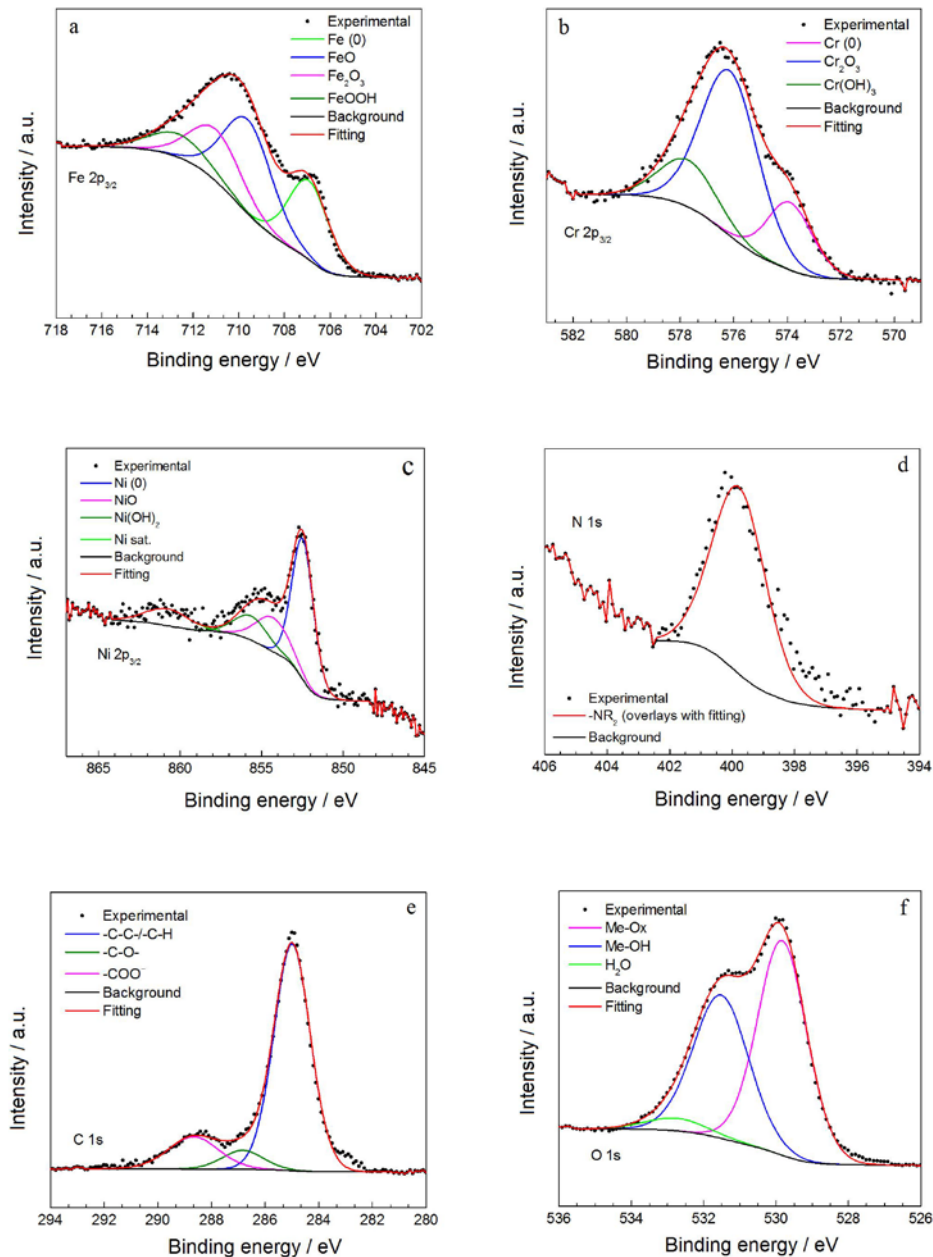 a
Experimental
Fe (0)
FeO
Fe₂O₃
FeOOH
Background
Fitting
Fe 2p₃/₂
Intensity / a.u.
718 716 714 712 710 708 706 704 702
Binding energy / eV
b
Experimental
Cr (0)
Cr₂O₃
Cr(OH)₃
Background
Fitting
Cr 2p₃/₂
Intensity / a.u.
582 580 578 576 574 572 570
Binding energy / eV
c
Experimental
Ni (0)
NiO
Ni(OH)₂
Ni sat.
Background
Fitting
Ni 2p₃/₂
Intensity / a.u.
865 860 855 850 845
Binding energy / eV
d
N 1s
Experimental
-NR₂ (overlays with fitting)
Background
Intensity / a.u.
406 404 402 400 398 396 394
Binding energy / eV
e
Experimental
-C-C-/-C-H
-C-O-
-COO⁻
Background
Fitting
C 1s
Intensity / a.u.
294 292 290 288 286 284 282 280
Binding energy / eV
f
Experimental
Me-Ox
Me-OH
H₂O
Background
Fitting
O 1s
Intensity / a.u.
536 534 532 530 528 526
Binding energy / eV